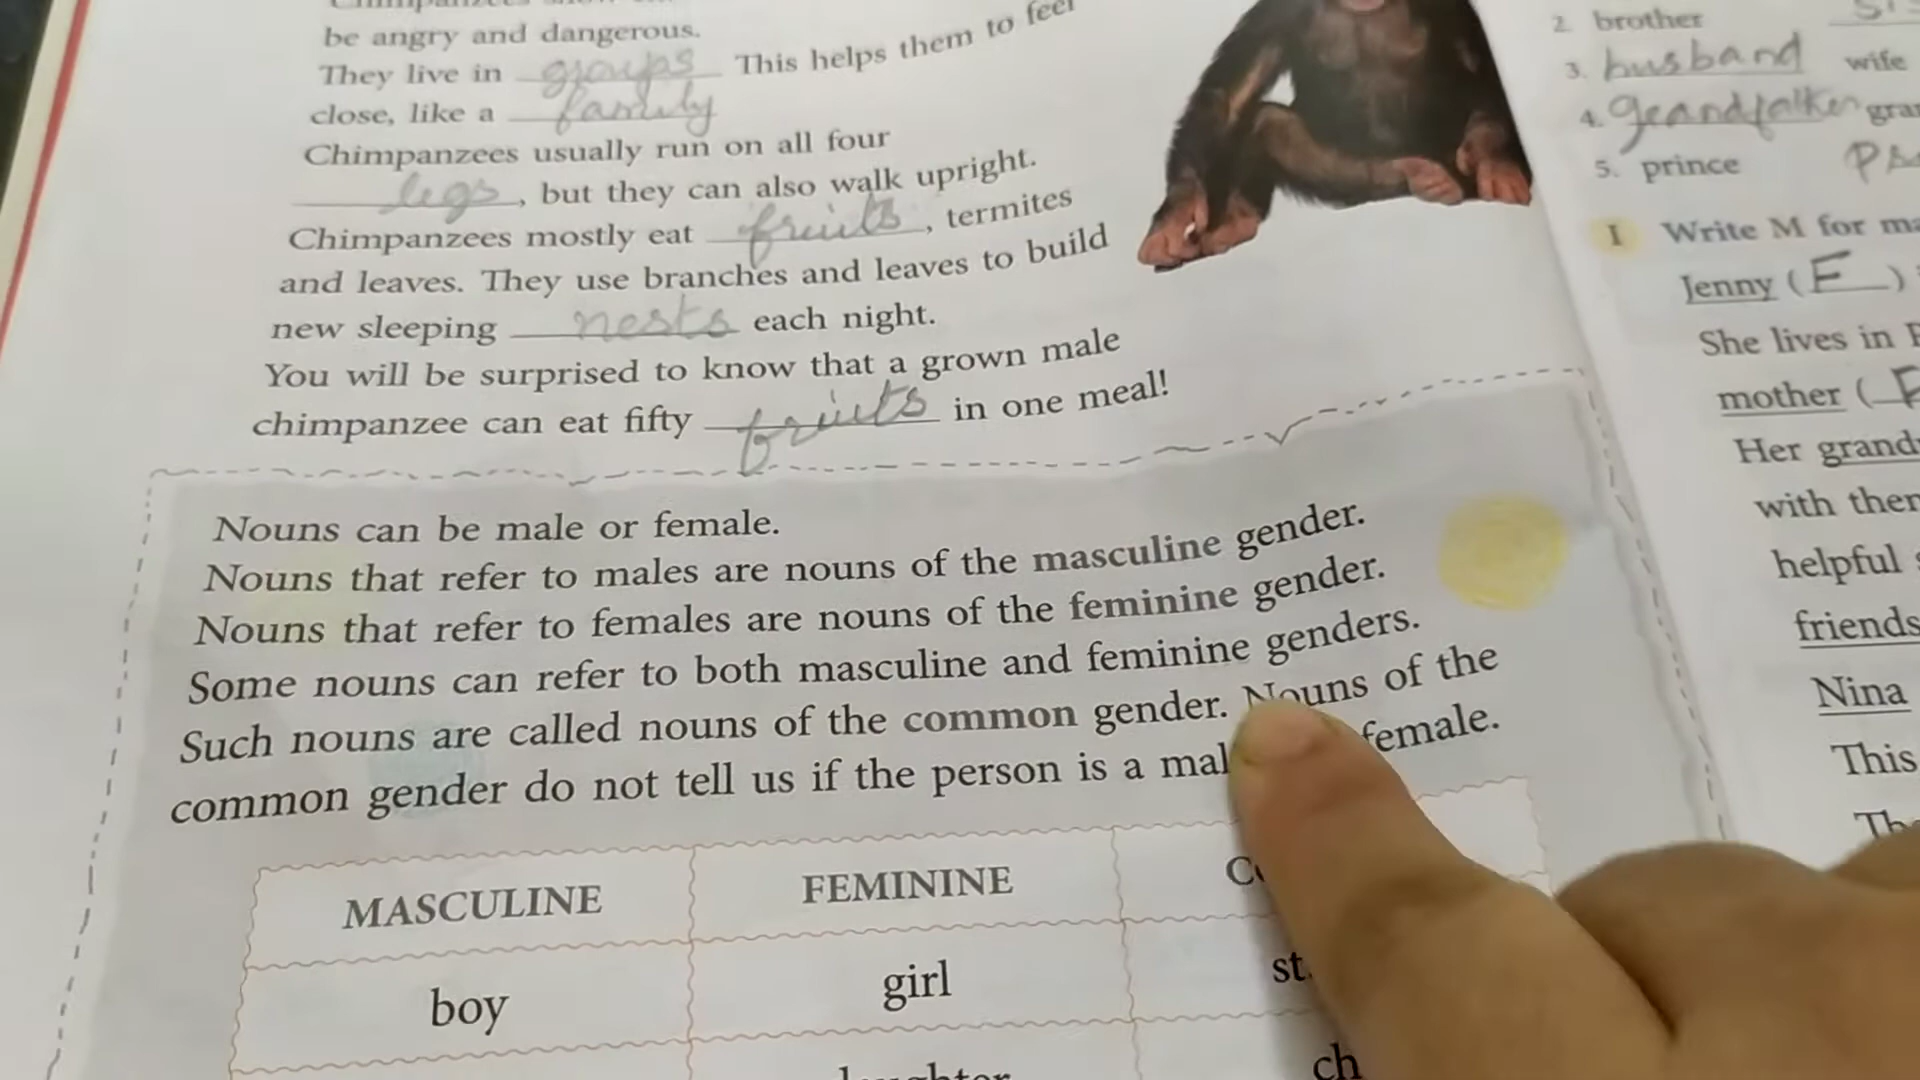 be angry and dangerous.
They live in groups This helps them to feel
close, like a family
Chimpanzees usually run on all four
legs, but they can also walk upright.
Chimpanzees mostly eat fruits, termites
and leaves. They use branches and leaves to build
new sleeping nests each night.
You will be surprised to know that a grown male
chimpanzee can eat fifty fruits in one meal!
Nouns can be male or female.
Nouns that refer to males are nouns of the masculine gender.
Nouns that refer to females are nouns of the feminine gender.
Some nouns can refer to both masculine and feminine genders.
Such nouns are called nouns of the common gender. Nouns of the
common gender do not tell us if the person is a female.
MASCULINE FEMININE
boy girl
2. brother
3. husband wife
4.
5. prince
I Write M for
Jenny (F)
She lives in
mother (F
Her
with
helpful
friends
Nina
This